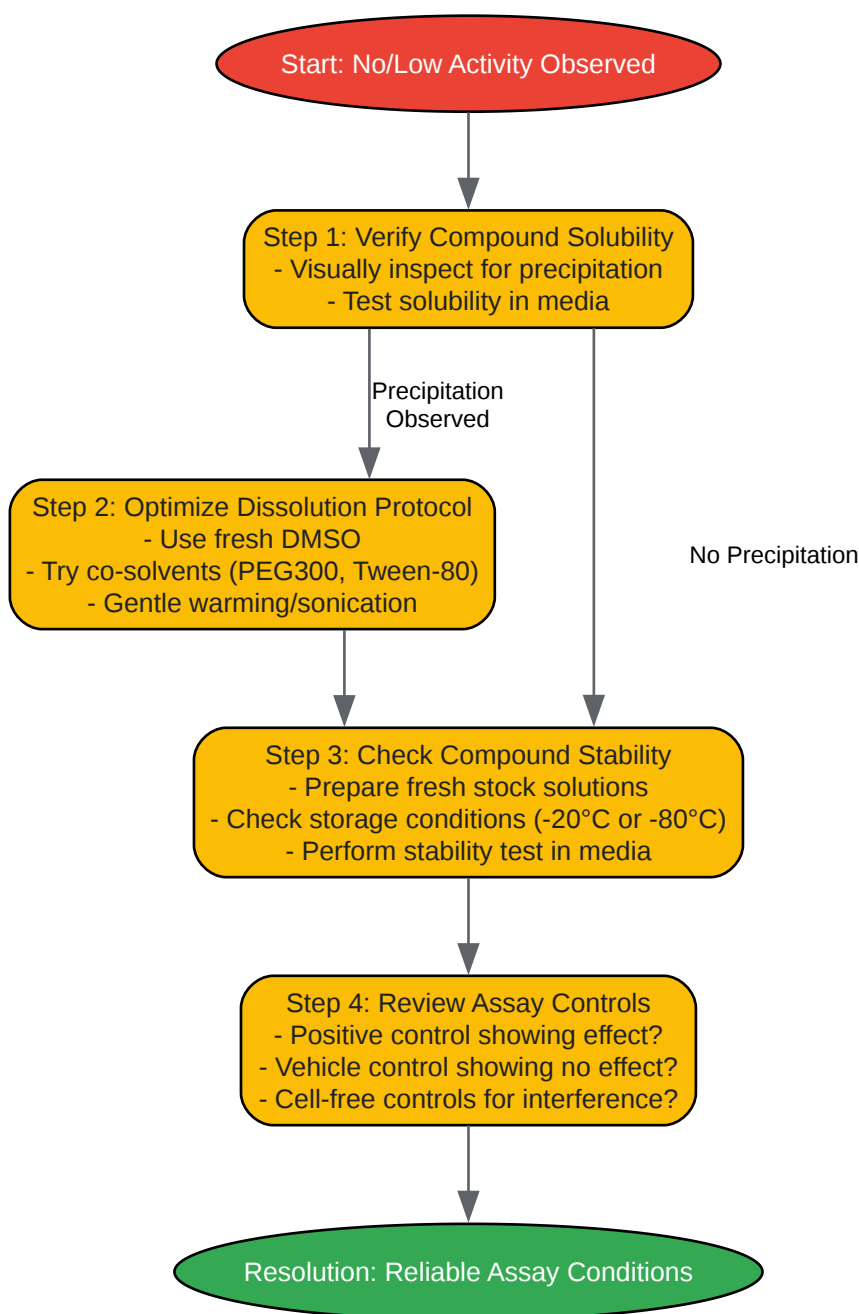 Start: No/Low Activity Observed
Step 1: Verify Compound Solubility
- Visually inspect for precipitation
- Test solubility in media
Precipitation
Observed
Step 2: Optimize Dissolution Protocol
- Use fresh DMSO
- Try co-solvents (PEG300, Tween-80)
- Gentle warming/sonication
No Precipitation
Step 3: Check Compound Stability
- Prepare fresh stock solutions
- Check storage conditions (-20°C or -80°C)
- Perform stability test in media
Step 4: Review Assay Controls
- Positive control showing effect?
- Vehicle control showing no effect?
- Cell-free controls for interference?
Resolution: Reliable Assay Conditions